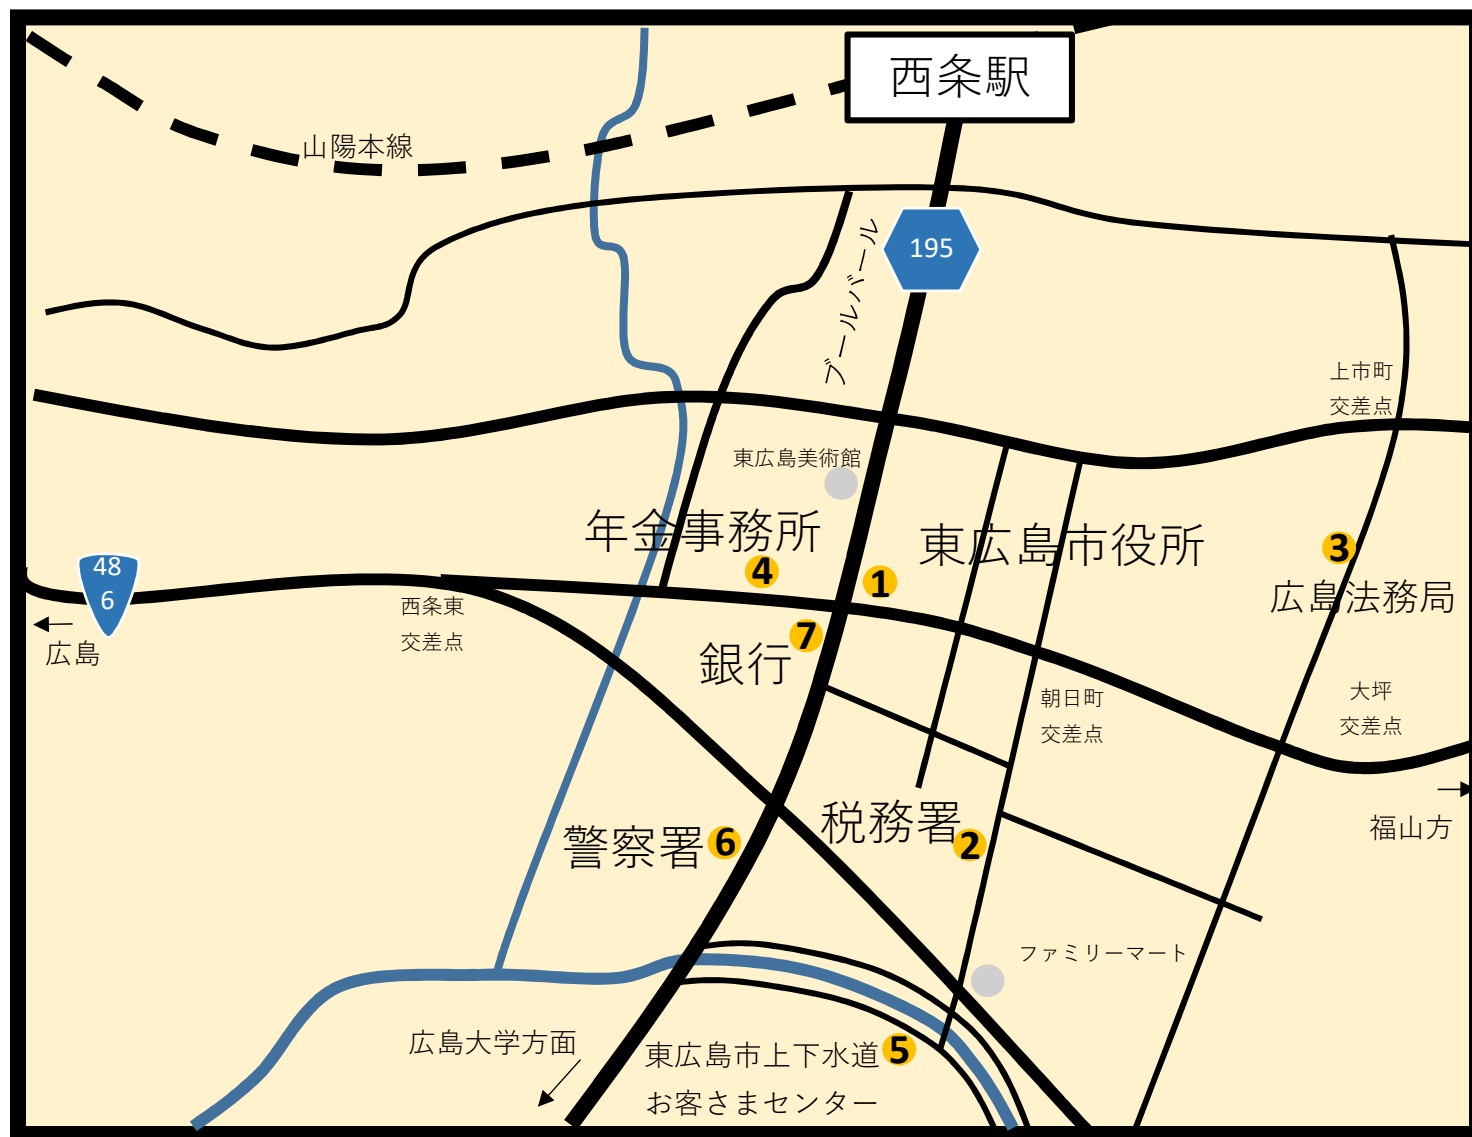 西条駅
山陽本線
195
ブールバール
上市町
交差点
東広島美術館
年金事務所
東広島市役所
3
4
1
48
6
広島法務局
西条東
交差点
広島
7
銀行
朝日町
交差点
大坪
交差点
税務署
2
警察署
6
福山方
ファミリーマート
広島大学方面
東広島市上下水道
お客さまセンター
5